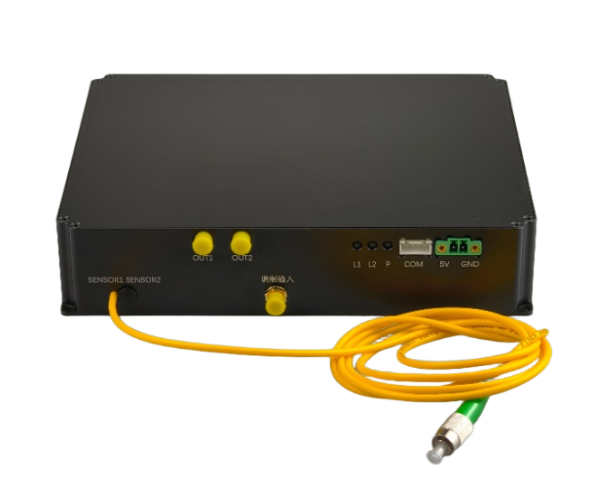 OUT1 OUT2
L1 L2 P COM 5V GND
SENSOR1 SENSOR2
调制输入